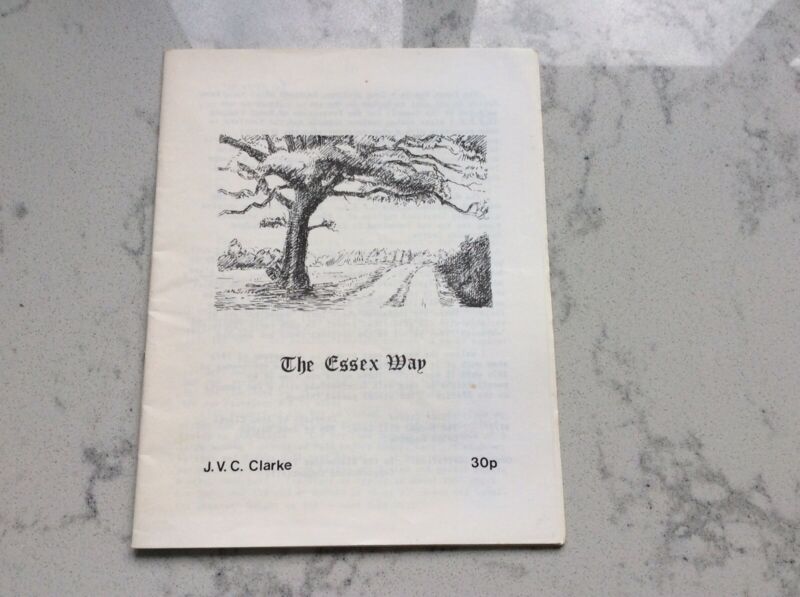 The Essex Way
J. V. C. Clarke
30p